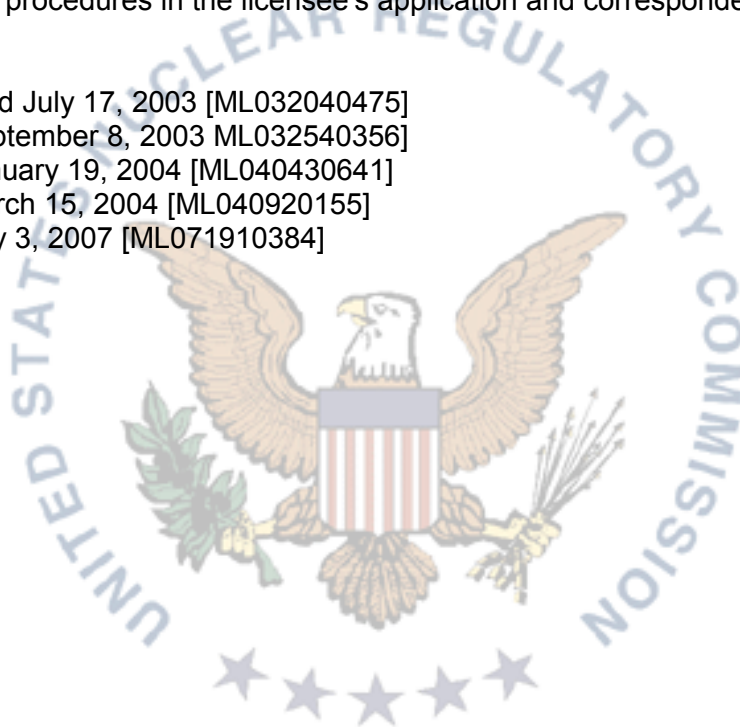 procedures in the licensee's application and
d July 17, 2003 [ML032040475]
ptember 8, 2003 ML032540356]
uary 19, 2004 [ML040430641]
rch 15, 2004 [ML040920155]
y 3, 2007 [ML071910384]
UNITED STATES NUCLEAR REGULATORY COMMISSION